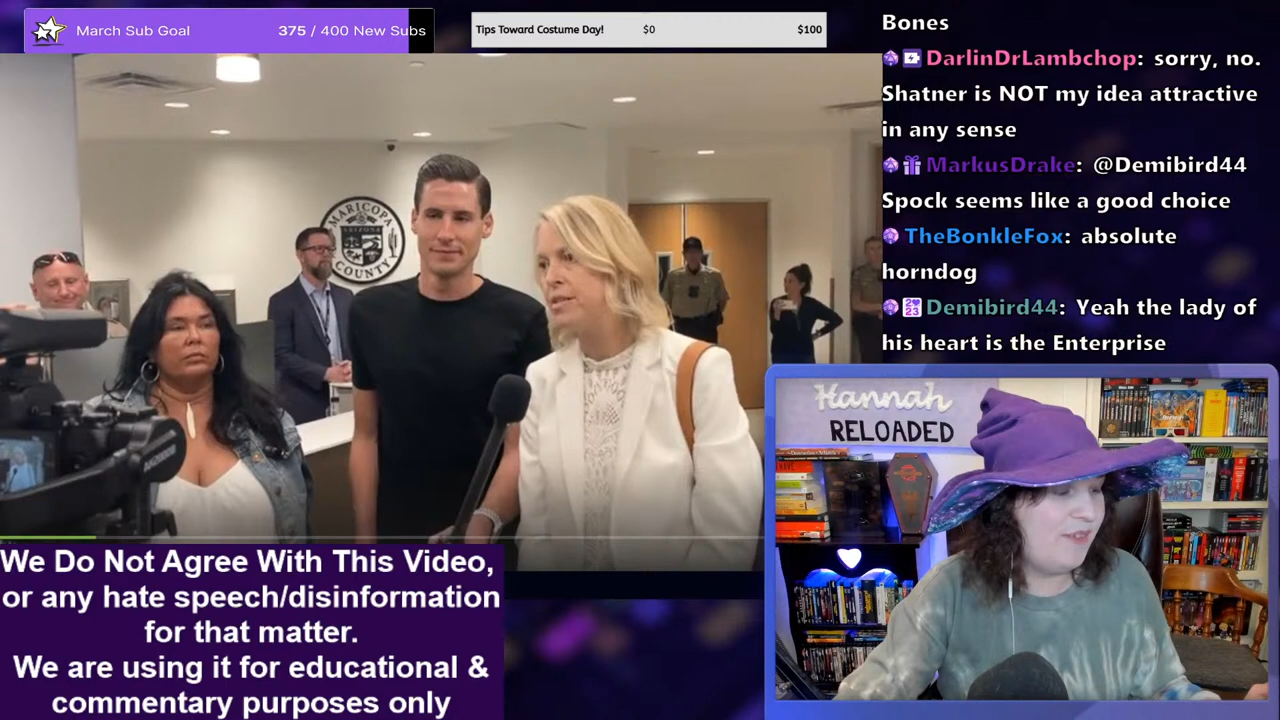 March Sub Goal
375 / 400 New Subs
Tips Toward Costume Day!
$0
$100
Bones
DarlinDrLambchop: sorry, no.
Shatner is NOT my idea attractive
in any sense
MarkusDrake: @Demibird44
Spock seems like a good choice
TheBonkleFox: absolute
horndog
Demibird44: Yeah the lady of
his heart is the Enterprise
MARICOPA
ARIZONA
COUNTY
Hannah
RELOADED
We Do Not Agree With This Video,
or any hate speech/disinformation
for that matter.
We are using it for educational &
commentary purposes only